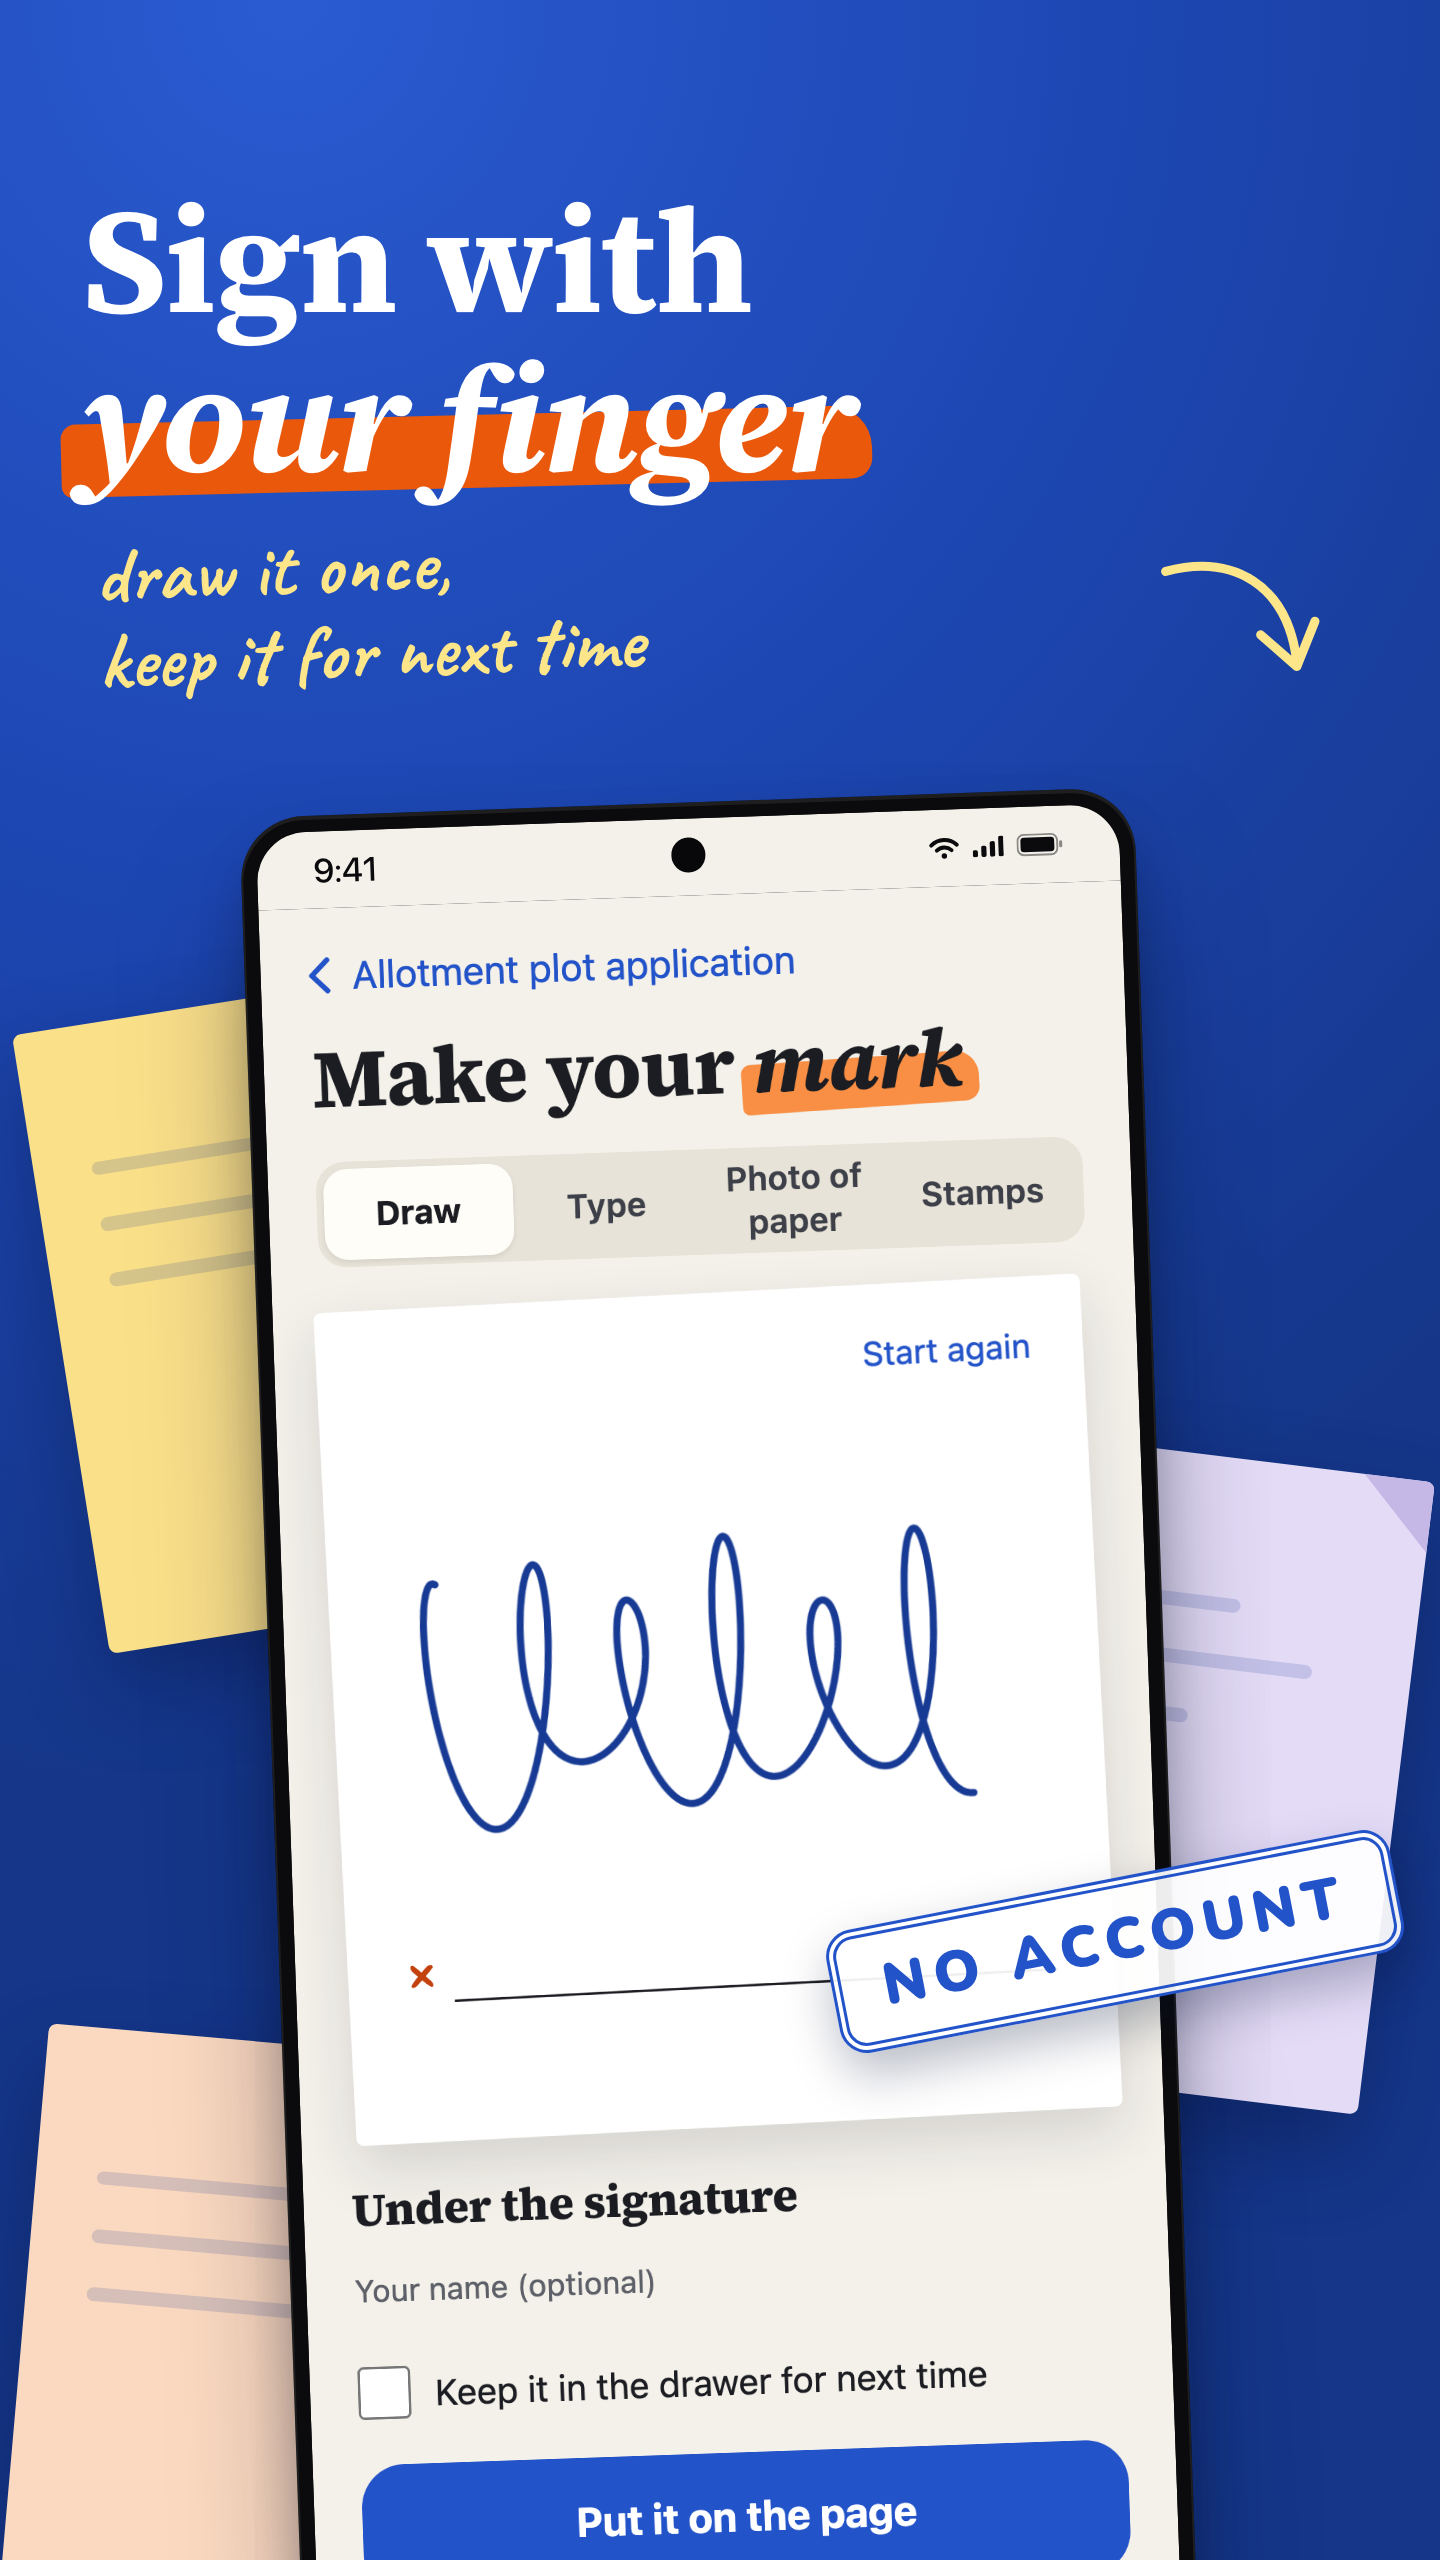 Sign with
your finger
draw it once,
keep it for next time
9:41
Allotment plot application
Make your mark
Draw
Type
Photo of
paper
Stamps
Start again
NO ACCOUNT
Under the signature
Your name (optional)
Keep it in the drawer for next time
Put it on the page